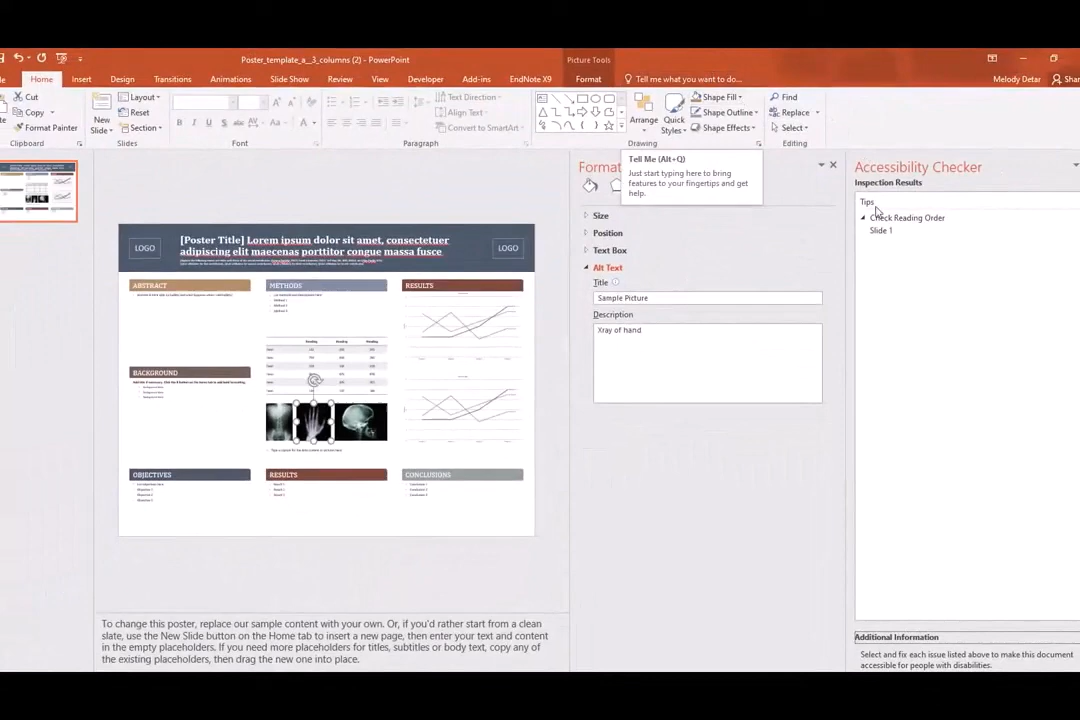 Poster_template_a__3_columns (2) - PowerPoint
Picture Tools
Home
Insert
Design
Transitions
Animations
Slide Show
Review
View
Developer
Add-ins
EndNote X9
Format
Tell me what you want to do...
Melody Detar
Cut
Copy
Format Painter
Clipboard
New
Slide
Layout
Reset
Section
Slides
B I U S abc AV Aa A
Font
Text Direction
Align Text
Convert to SmartArt
Paragraph
Arrange
Quick
Styles
Shape Fill
Shape Outline
Shape Effects
Drawing
Find
Replace
Select
Editing
Tell Me (Alt+Q)
Just start typing here to bring
features to your fingertips and get
help.
LOGO
[Poster Title] Lorem ipsum dolor sit amet, consectetuer
adipiscing elit maecenas porttitor congue massa fusce
LOGO
ABSTRACT
BACKGROUND
OBJECTIVES
METHODS
RESULTS
RESULTS
CONCLUSIONS
To change this poster, replace our sample content with your own. Or, if you'd rather start from a clean
slate, use the New Slide button on the Home tab to insert a new page, then enter your text and content
in the empty placeholders. If you need more placeholders for titles, subtitles or body text, copy any of
the existing placeholders, then drag the new one into place.
Size
Position
Text Box
Alt Text
Title
Sample Picture
Description
Xray of hand
Accessibility Checker
Inspection Results
Tips
Check Reading Order
Slide 1
Additional Information
Select and fix each issue listed above to make this document
accessible for people with disabilities.